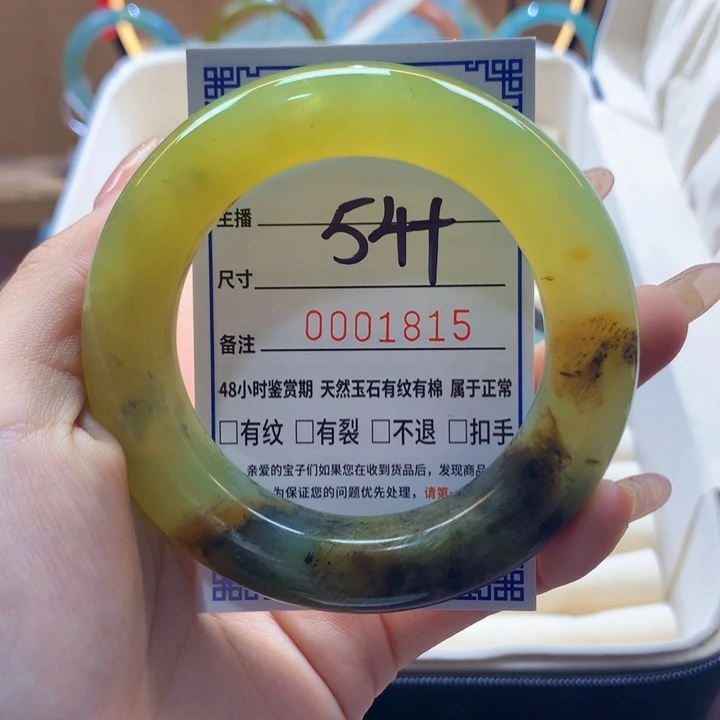 主播
54+
尺寸
备注 0001815
48小时鉴赏期 天然玉石有纹有棉 属于正常
□有纹 □有裂 □不退 □扣手
亲爱的宝子们如果您在收到货品后，发现商品
为保证您的问题优先处理，请第一